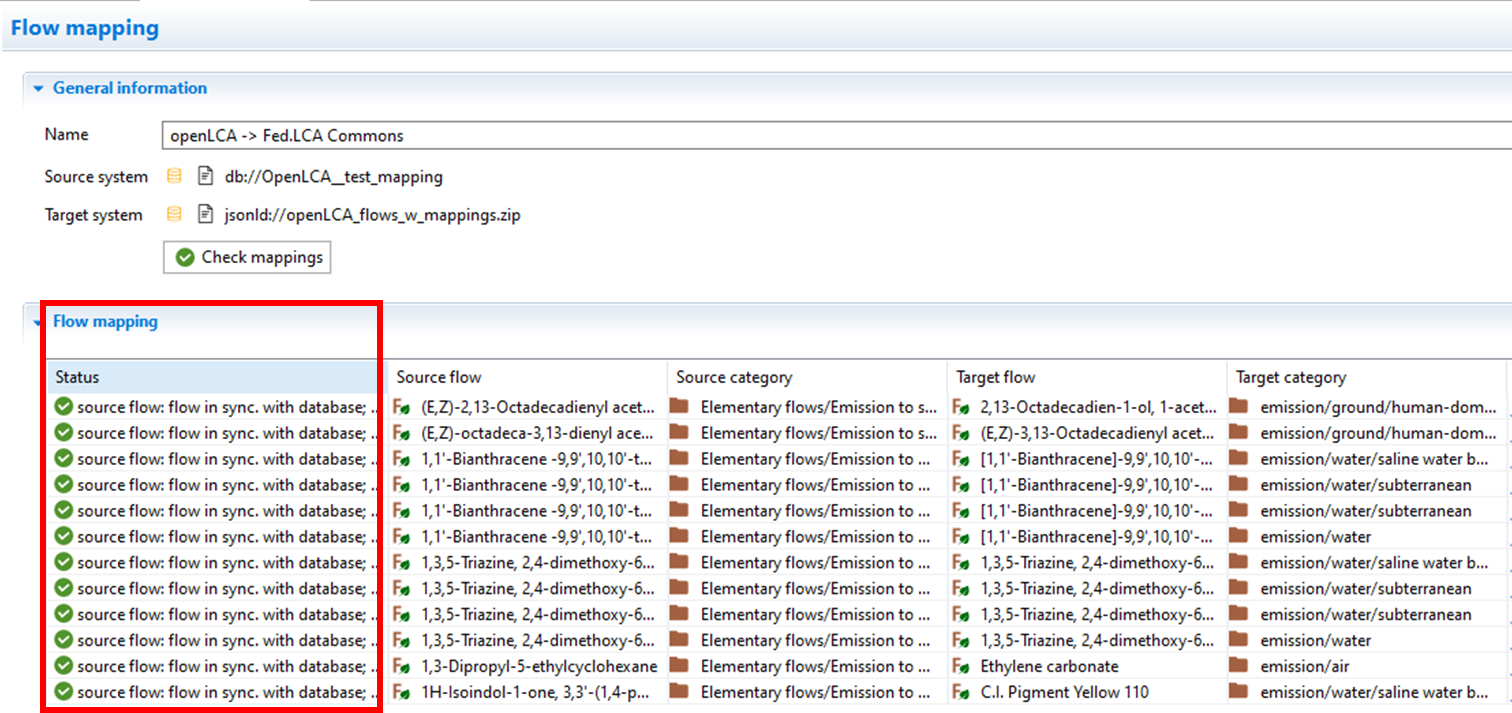 Flow mapping
General information
Name openLCA -> Fed.LCA Commons
Source system db://OpenLCA__test_mapping
Target system jsonld://openLCA_flows_w_mappings.zip
Check mappings
Flow mapping
Status Source flow Source category Target flow Target category
source flow: flow in sync. with database; ... (E,Z)-2,13-Octadecadienyl acet... Elementary flows/Emission to s... 2,13-Octadecadien-1-ol, 1-acet... emission/ground/human-dom...
source flow: flow in sync. with database; ... (E,Z)-octadeca-3,13-dienyl ace... Elementary flows/Emission to s... (E,Z)-3,13-Octadecadienyl acet... emission/ground/human-dom...
source flow: flow in sync. with database; ... 1,1'-Bianthracene -9,9',10,10'-t... Elementary flows/Emission to ... [1,1'-Bianthracene]-9,9',10,10'-... emission/water/saline water b...
source flow: flow in sync. with database; ... 1,1'-Bianthracene -9,9',10,10'-t... Elementary flows/Emission to ... [1,1'-Bianthracene]-9,9',10,10'-... emission/water/subterranean
source flow: flow in sync. with database; ... 1,1'-Bianthracene -9,9',10,10'-t... Elementary flows/Emission to ... [1,1'-Bianthracene]-9,9',10,10'-... emission/water/subterranean
source flow: flow in sync. with database; ... 1,1'-Bianthracene -9,9',10,10'-t... Elementary flows/Emission to ... [1,1'-Bianthracene]-9,9',10,10'-... emission/water
source flow: flow in sync. with database; ... 1,3,5-Triazine, 2,4-dimethoxy-6... Elementary flows/Emission to ... 1,3,5-Triazine, 2,4-dimethoxy-6... emission/water/saline water b...
source flow: flow in sync. with database; ... 1,3,5-Triazine, 2,4-dimethoxy-6... Elementary flows/Emission to ... 1,3,5-Triazine, 2,4-dimethoxy-6... emission/water/subterranean
source flow: flow in sync. with database; ... 1,3,5-Triazine, 2,4-dimethoxy-6... Elementary flows/Emission to ... 1,3,5-Triazine, 2,4-dimethoxy-6... emission/water/subterranean
source flow: flow in sync. with database; ... 1,3,5-Triazine, 2,4-dimethoxy-6... Elementary flows/Emission to ... 1,3,5-Triazine, 2,4-dimethoxy-6... emission/water
source flow: flow in sync. with database; ... 1,3-Dipropyl-5-ethylcyclohexane Elementary flows/Emission to ... Ethylene carbonate emission/air
source flow: flow in sync. with database; ... 1H-Isoindol-1-one, 3,3'-(1,4-p... Elementary flows/Emission to ... C.I. Pigment Yellow 110 emission/water/saline water b...